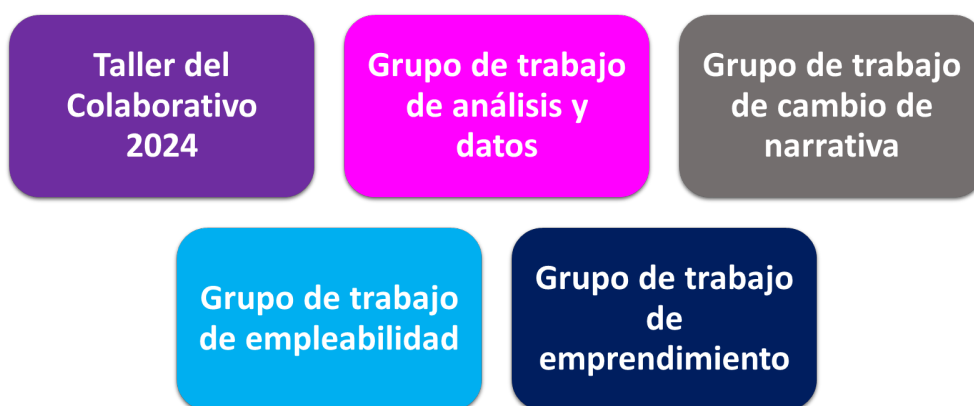 Taller del
Colaborativo
2024
Grupo de trabajo
de análisis y
datos
Grupo de trabajo
de cambio de
narrativa
Grupo de trabajo
de empleabilidad
Grupo de trabajo
de
emprendimiento